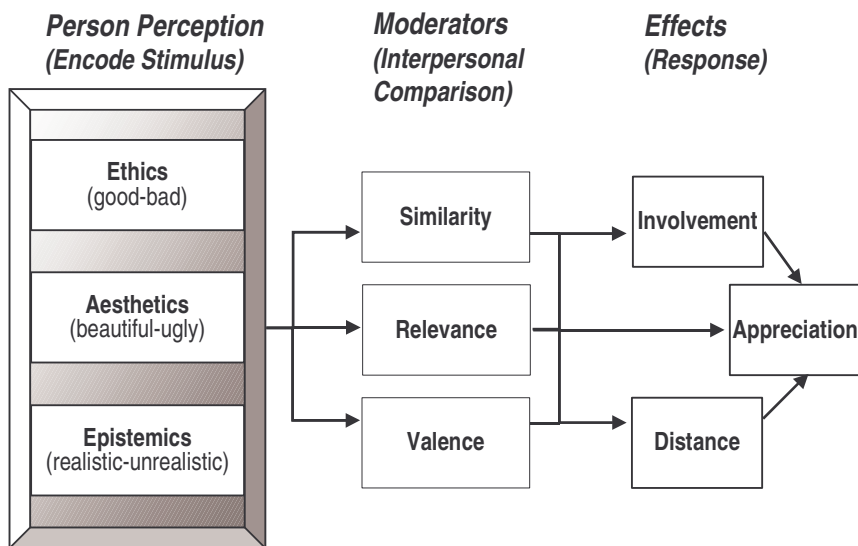 Person Perception
(Encode Stimulus)
Moderators
(Interpersonal
Comparison)
Effects
(Response)
Ethics
(good-bad)
Aesthetics
(beautiful-ugly)
Epistemics
(realistic-unrealistic)
Similarity
Relevance
Valence
Involvement
Appreciation
Distance